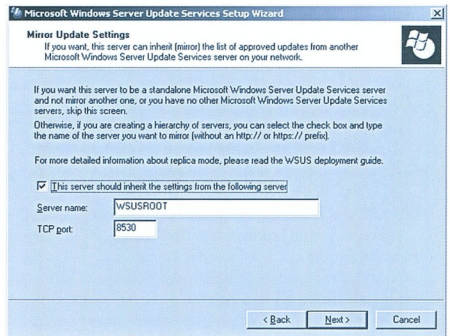 Microsoft Windows Server Update Services Setup Wizard
Mirror Update Settings
If you want, this server can inherit (mirror) the list of approved updates from another
Microsoft Windows Server Update Services server on your network.
If you want this server to be a standalone Microsoft Windows Server Update Services server
and not mirror another one, or you have no other Microsoft Windows Server Update Services
servers, skip this screen.
Otherwise, if you are creating a hierarchy of servers, you can select the check box and type
the name of the server you want to mirror (without an http:// or https:// prefix).
For more detailed information about replica mode, please read the WSUS deployment guide.
This server should inherit the settings from the following server
Server name: WSUSROOT
TCP port: 8530
< Back Next > Cancel